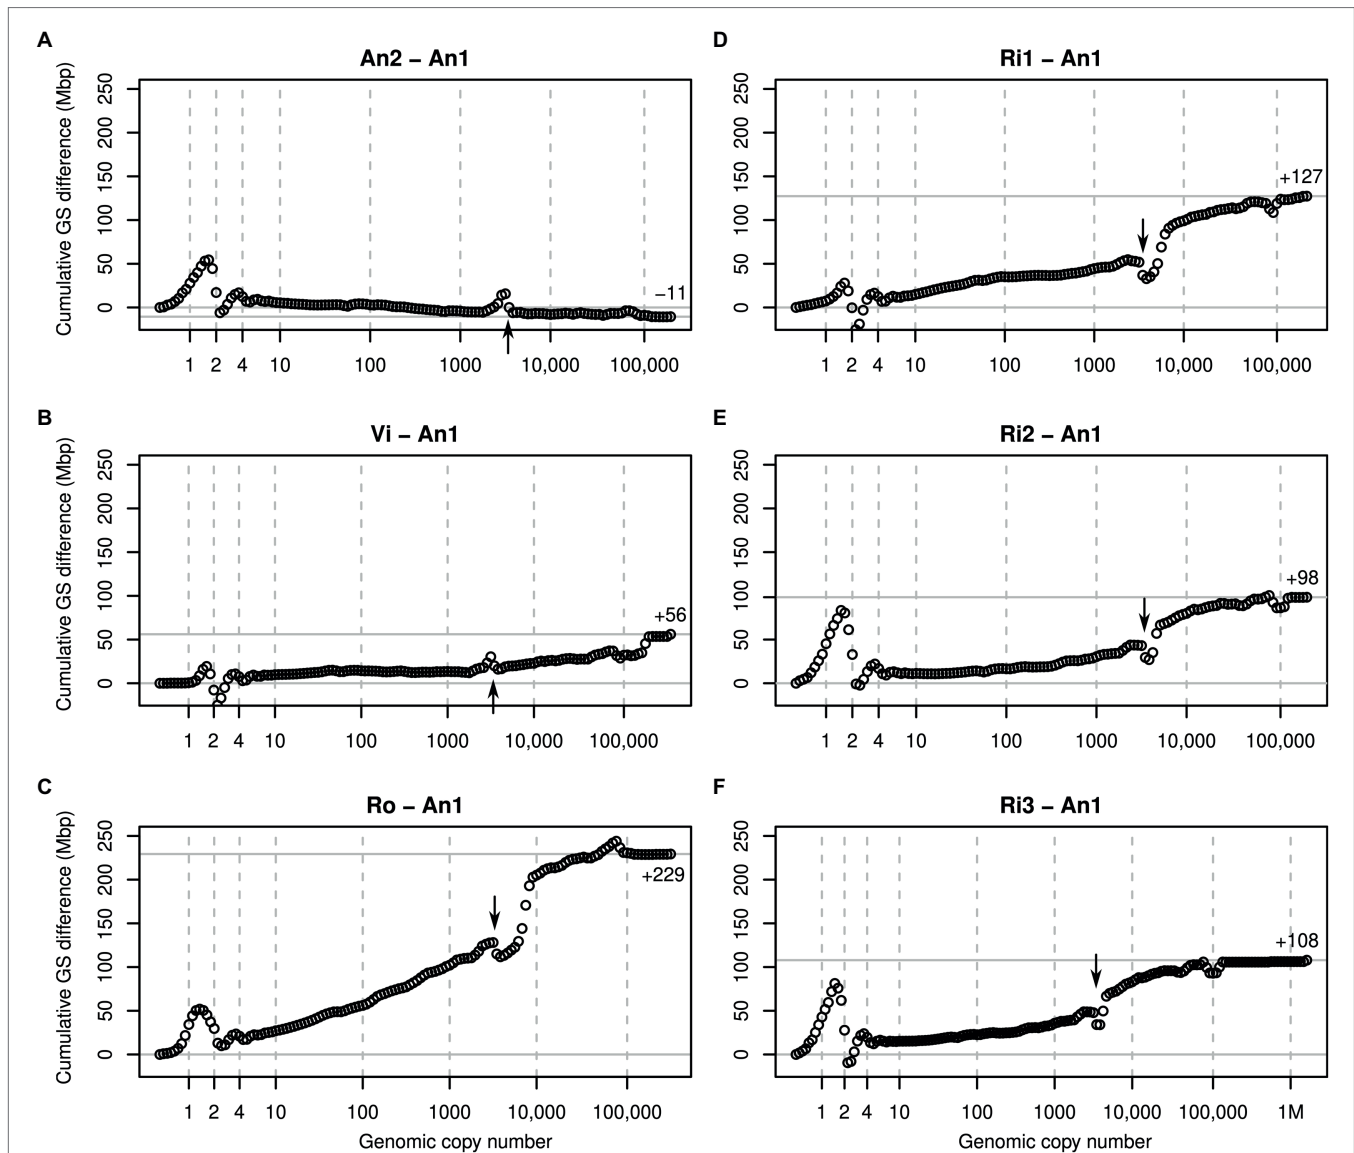 A
An2 – An1
Cumulative GS difference (Mbp)
250
200
150
100
50
0
−11
1 2 4 10 100 1000 10,000 100,000
B
Vi – An1
Cumulative GS difference (Mbp)
250
200
150
100
50
0
+56
1 2 4 10 100 1000 10,000 100,000
C
Ro – An1
Cumulative GS difference (Mbp)
250
200
150
100
50
0
+229
1 2 4 10 100 1000 10,000 100,000
Genomic copy number
D
Ri1 – An1
250
200
150
100
50
0
+127
1 2 4 10 100 1000 10,000 100,000
E
Ri2 – An1
250
200
150
100
50
0
+98
1 2 4 10 100 1000 10,000 100,000
F
Ri3 – An1
250
200
150
100
50
0
+108
1 2 4 10 100 1000 10,000 100,000 1M
Genomic copy number